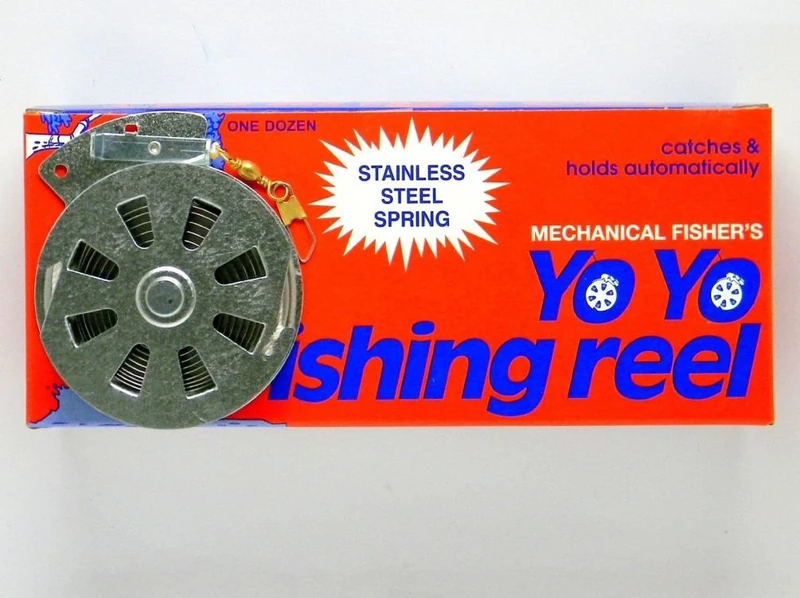 ONE DOZEN
STAINLESS
STEEL
SPRING
catches &
holds automatically
MECHANICAL FISHER'S
Yo Yo
ishing reel